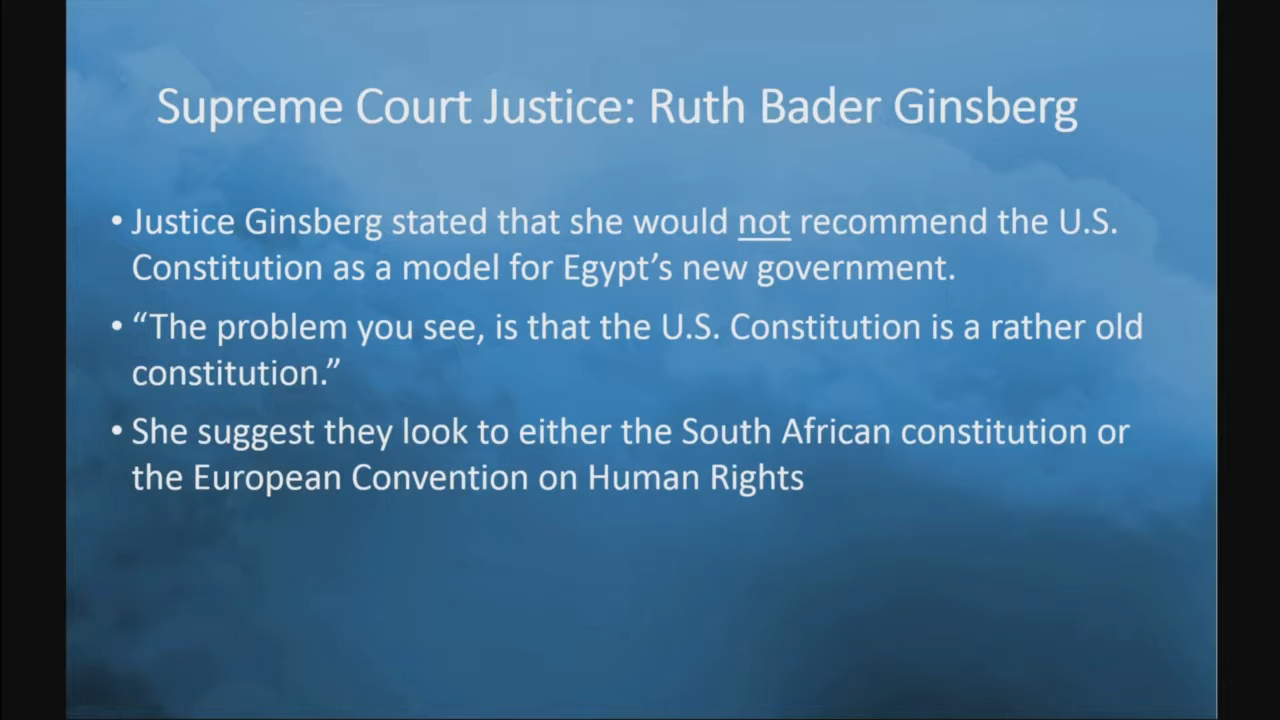 Supreme Court Justice: Ruth Bader Ginsberg
• Justice Ginsberg stated that she would not recommend the U.S.
Constitution as a model for Egypt’s new government.
• “The problem you see, is that the U.S. Constitution is a rather old
constitution.”
• She suggest they look to either the South African constitution or
the European Convention on Human Rights